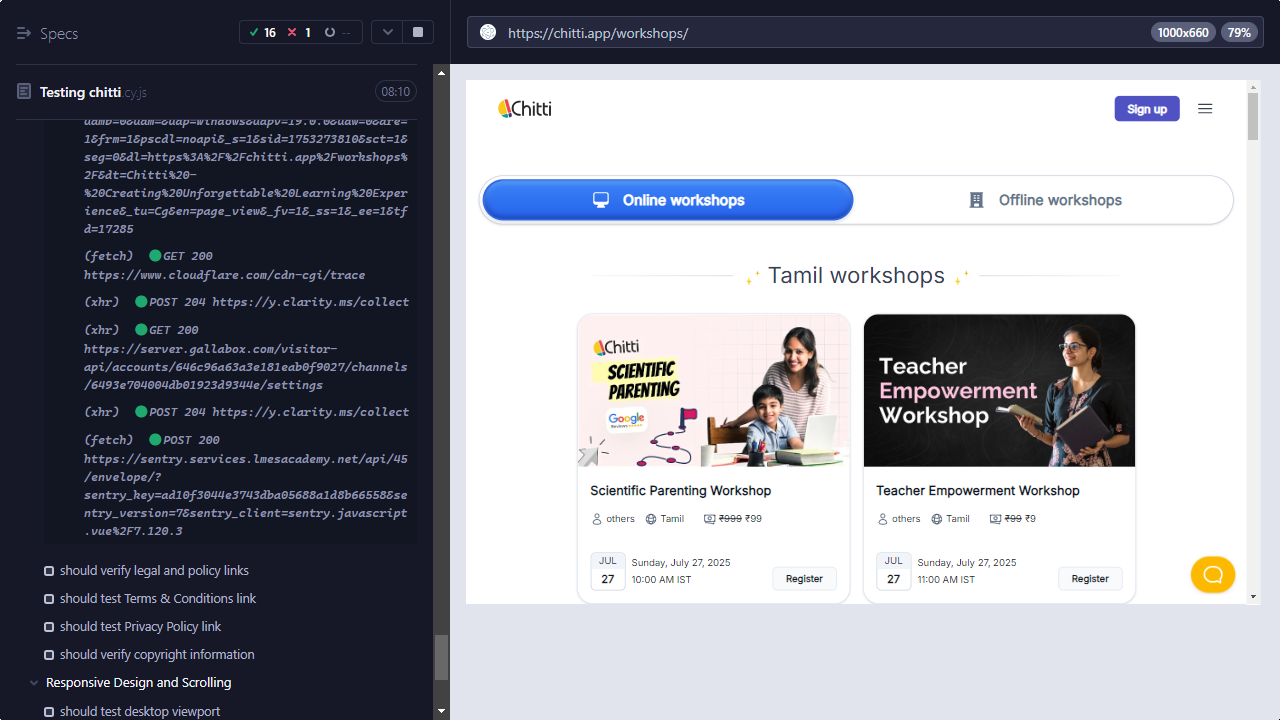 Specs
16
1
--
Testing chitti.cy.js
08:10
damb=0&uam=&uap=Windows&uapv=19.0.0&uaw=0&are=
1&frm=1&pscdl=noapi&_s=1&sid=1753273810&sct=1&
seg=0&dl=https%3A%2F%2Fchitti.app%2Fworkshops%
2F&dt=Chitti%20-
%20Creating%20Unforgettable%20Learning%20Exper
ience&_tu=Cg&en=page_view&_fv=1&_ss=1&_ee=1&tf
d=17285
(fetch) GET 200
https://www.cloudflare.com/cdn-cgi/trace
(xhr) POST 204 https://y.clarity.ms/collect
(xhr) GET 200
https://server.gallabox.com/visitor-
api/accounts/646c96a63a3e181eab0f9027/channels
/6493e704004db01923d9344e/settings
(xhr) POST 204 https://y.clarity.ms/collect
(fetch) POST 200
https://sentry.services.lmesacademy.net/api/45
/envelope/?
sentry_key=ad10f3044e3743dba05688a1d8b66558&se
ntry_version=7&sentry_client=sentry.javascript
.vue%2F7.120.3
should verify legal and policy links
should test Terms & Conditions link
should test Privacy Policy link
should verify copyright information
Responsive Design and Scrolling
should test desktop viewport
https://chitti.app/workshops/
1000x660
79%
Chitti
Sign up
Online workshops
Offline workshops
Tamil workshops
Chitti
SCIENTIFIC
PARENTING
Google
Scientific Parenting Workshop
others Tamil ₹999 ₹99
JUL
27
Sunday, July 27, 2025
10:00 AM IST
Register
Teacher
Empowerment
Workshop
Teacher Empowerment Workshop
others Tamil ₹99 ₹9
JUL
27
Sunday, July 27, 2025
11:00 AM IST
Register